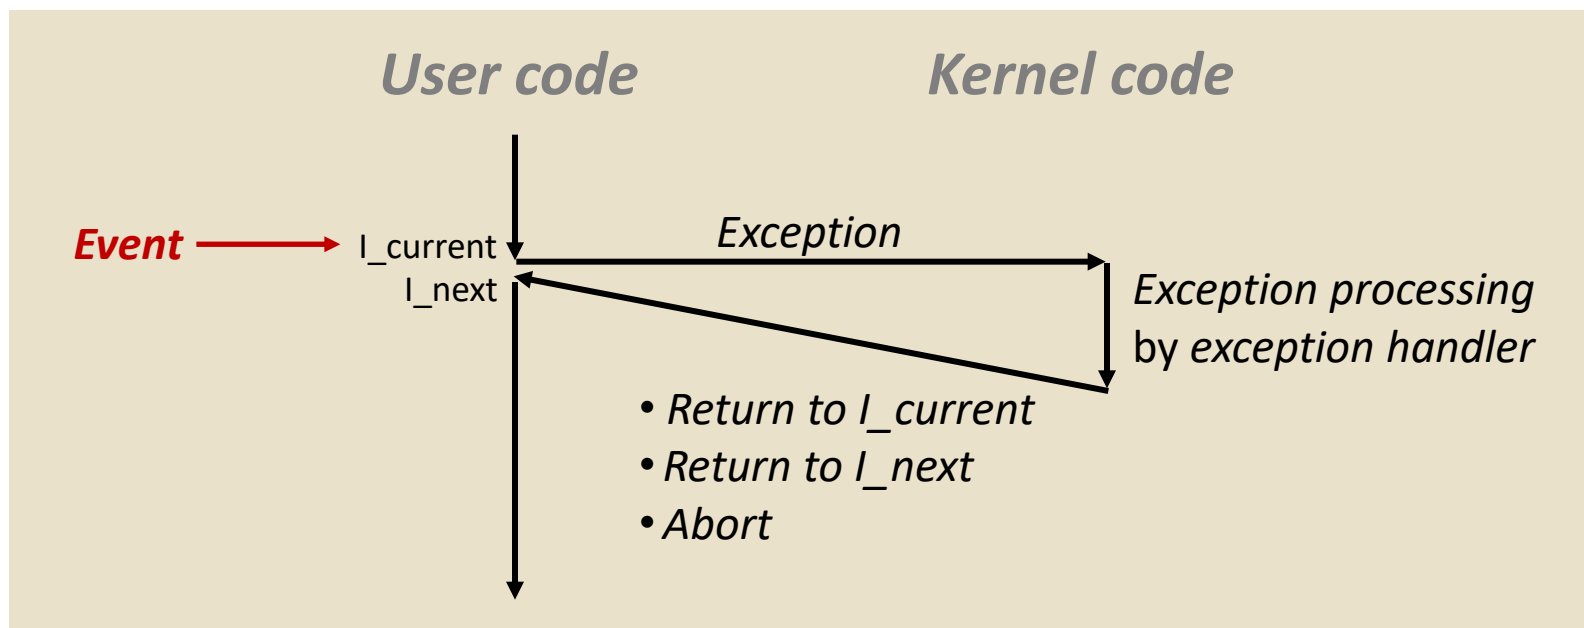 User code
Kernel code
Event
I_current
Exception
I_next
Exception processing
by exception handler
• Return to I_current
• Return to I_next
• Abort